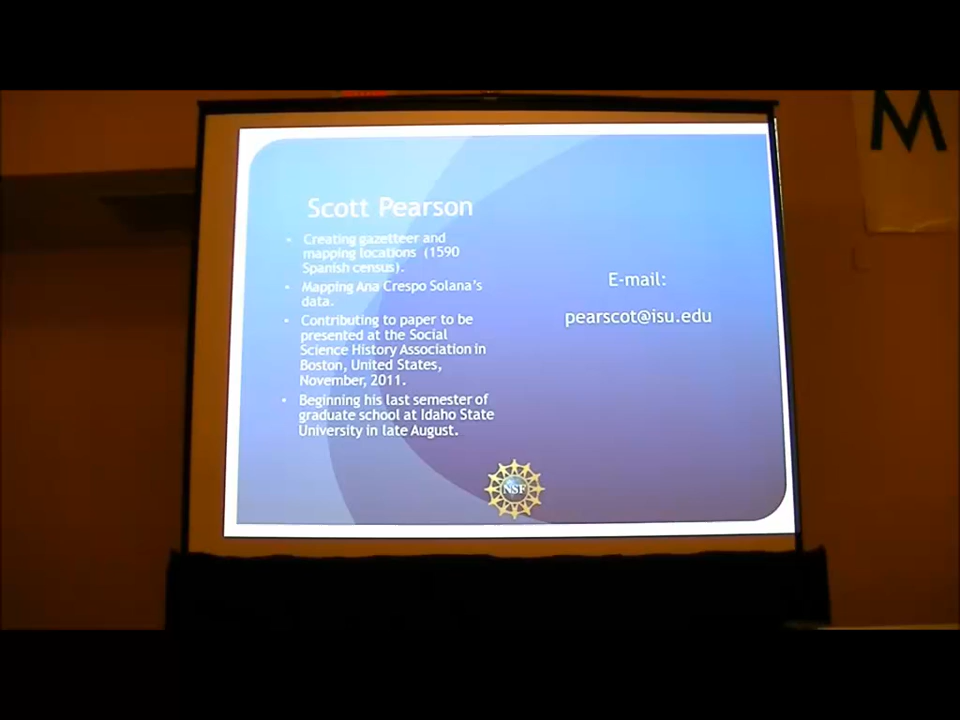 M
Scott Pearson
• Creating gazetteer and
mapping locations (1590
Spanish census).
• Mapping Ana Crespo Solana's
data.
• Contributing to paper to be
presented at the Social
Science History Association in
Boston, United States,
November, 2011.
• Beginning his last semester of
graduate school at Idaho State
University in late August.
E-mail:
pearscot@isu.edu
NSF